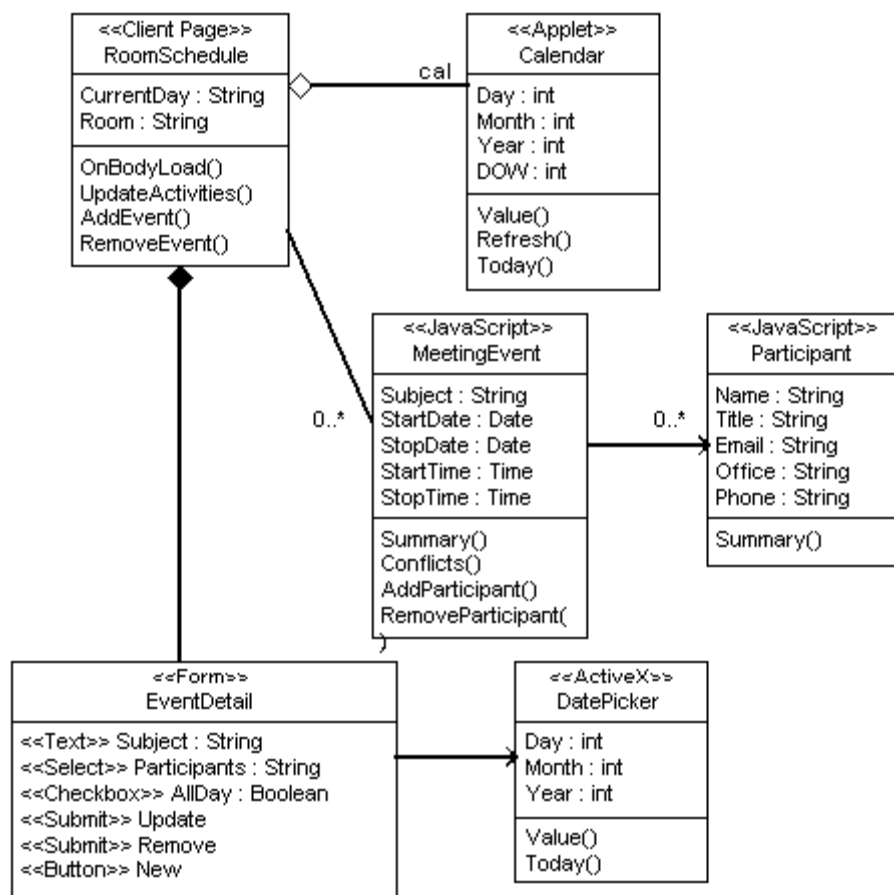 <<Client Page>>
RoomSchedule
CurrentDay : String
Room : String
OnBodyLoad()
UpdateActivities()
AddEvent()
RemoveEvent()
cal
<<Applet>>
Calendar
Day : int
Month : int
Year : int
DOW : int
Value()
Refresh()
Today()
0..*
<<JavaScript>>
MeetingEvent
Subject : String
StartDate : Date
StopDate : Date
StartTime : Time
StopTime : Time
Summary()
Conflicts()
AddParticipant()
RemoveParticipant(
)
0..*
<<JavaScript>>
Participant
Name : String
Title : String
Email : String
Office : String
Phone : String
Summary()
<<Form>>
EventDetail
<<Text>> Subject : String
<<Select>> Participants : String
<<Checkbox>> AllDay : Boolean
<<Submit>> Update
<<Submit>> Remove
<<Button>> New
<<ActiveX>>
DatePicker
Day : int
Month : int
Year : int
Value()
Today()